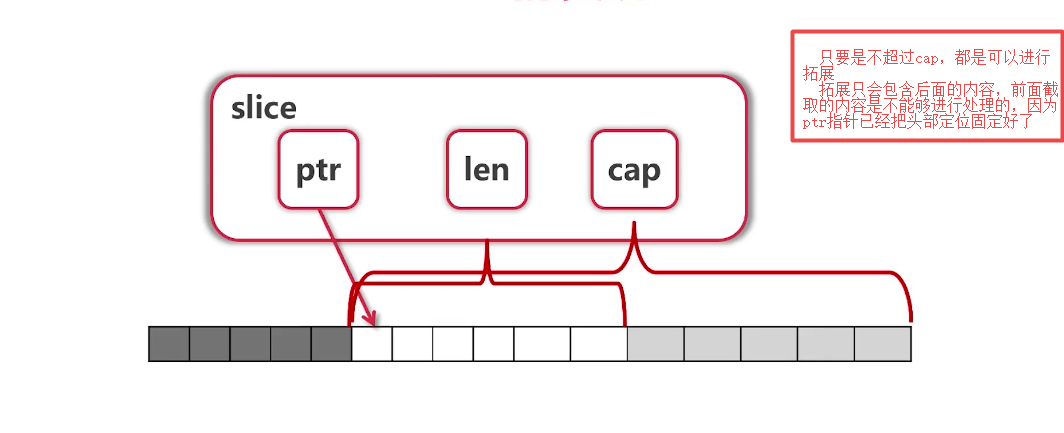 只要是不超过cap，都是可以进行
拓展
拓展只会包含后面的内容，前面截
取的内容是不能够进行处理的，因为
ptr指针已经把头部定位固定好了
slice
ptr
len
cap